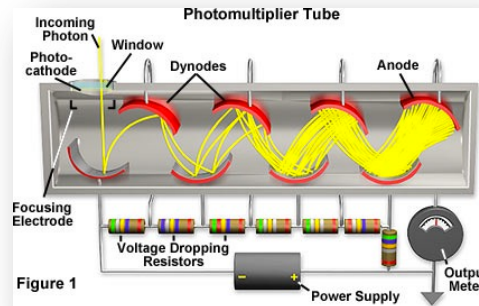 Photomultiplier Tube
Incoming
Photon
Window
Photo-
cathode
Dynodes
Anode
Focusing
Electrode
Voltage Dropping
Resistors
Output
Meter
Power Supply
Figure 1